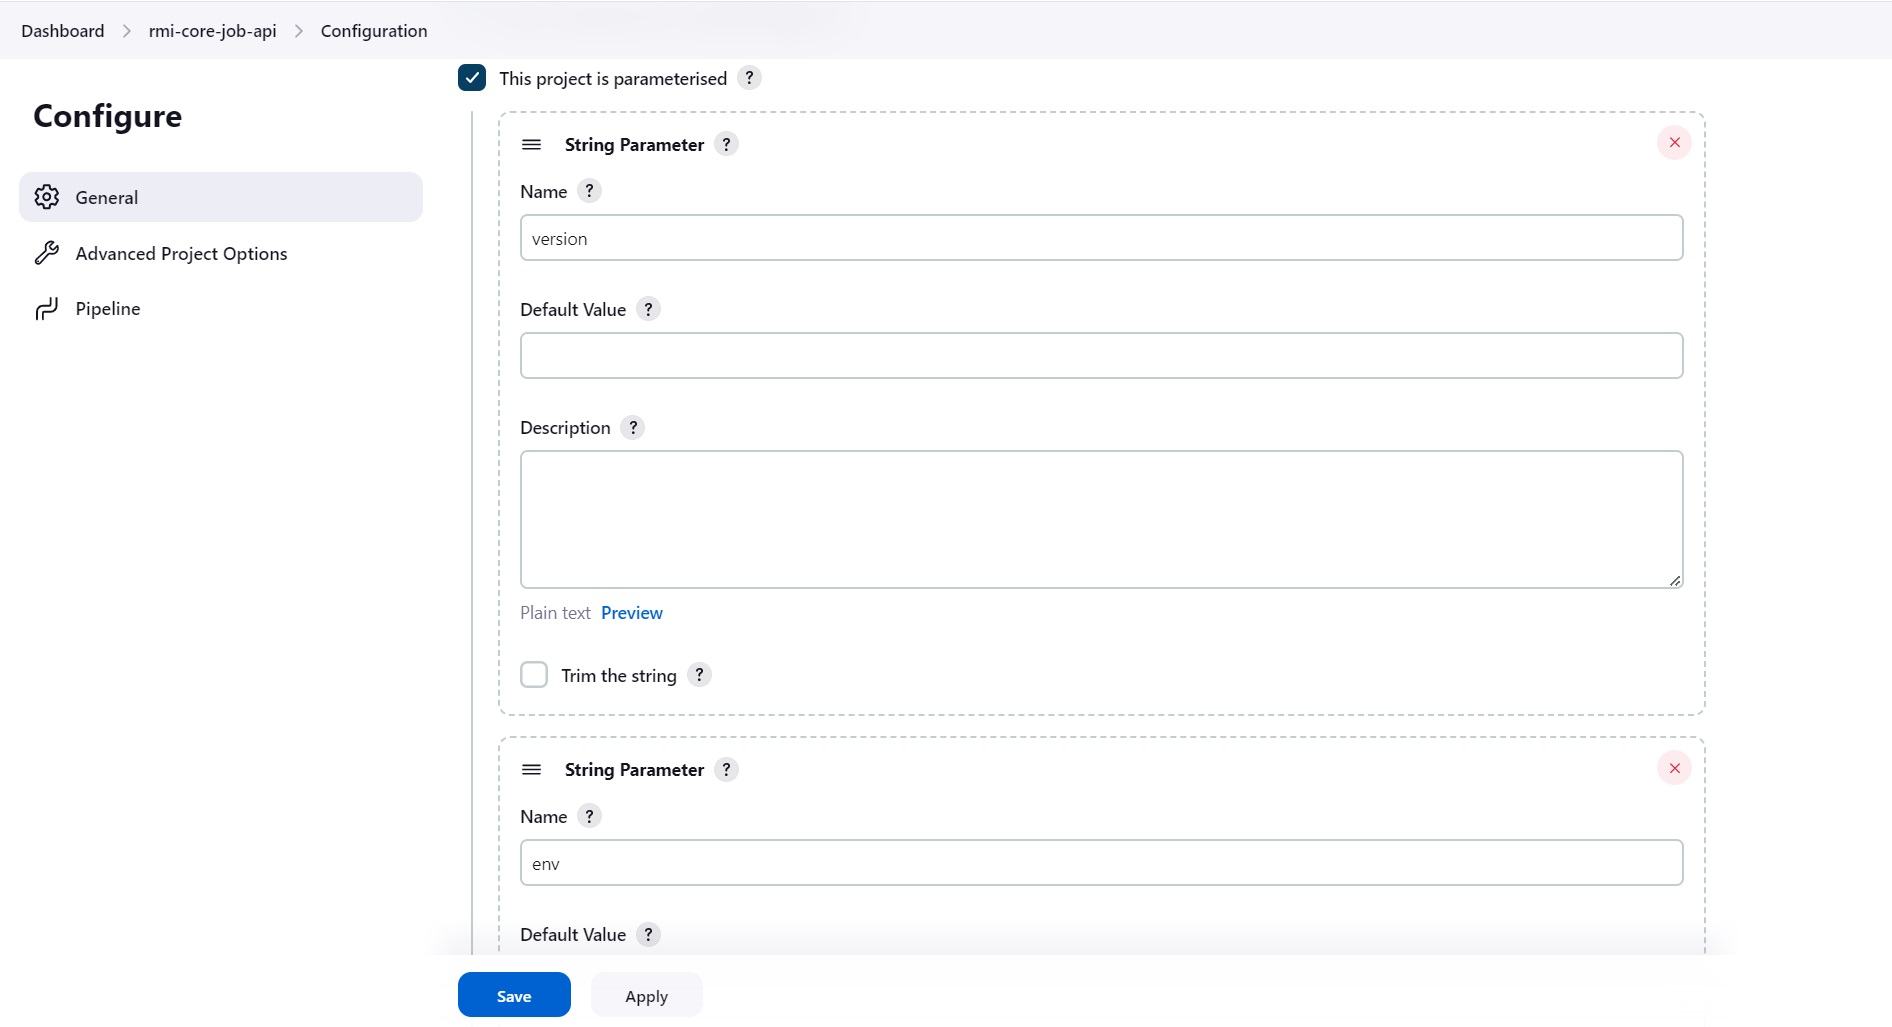 Dashboard > rmi-core-job-api > Configuration
This project is parameterised ?
Configure
General
Advanced Project Options
Pipeline
String Parameter ?
Name ?
version
Default Value ?
Description ?
Plain text Preview
Trim the string ?
String Parameter ?
Name ?
env
Default Value ?
Save Apply